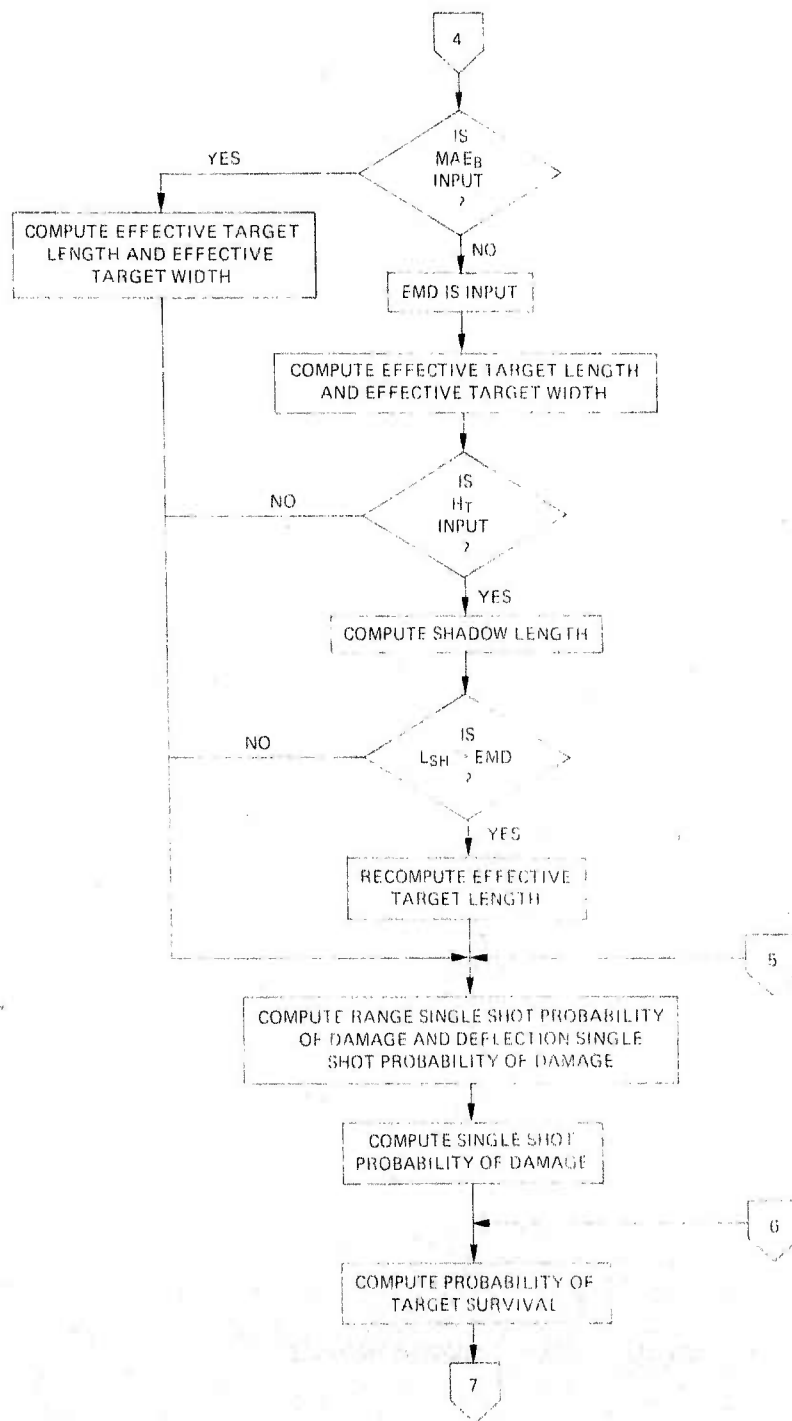 4
IS
MAEB
INPUT
?
YES
COMPUTE EFFECTIVE TARGET
LENGTH AND EFFECTIVE
TARGET WIDTH
NO
EMD IS INPUT
COMPUTE EFFECTIVE TARGET LENGTH
AND EFFECTIVE TARGET WIDTH
IS
HT
INPUT
?
NO
YES
COMPUTE SHADOW LENGTH
IS
LSH EMD
?
NO
YES
RECOMPUTE EFFECTIVE
TARGET LENGTH
5
COMPUTE RANGE SINGLE SHOT PROBABILITY
OF DAMAGE AND DEFLECTION SINGLE
SHOT PROBABILITY OF DAMAGE
COMPUTE SINGLE SHOT
PROBABILITY OF DAMAGE
6
COMPUTE PROBABILITY OF
TARGET SURVIVAL
7